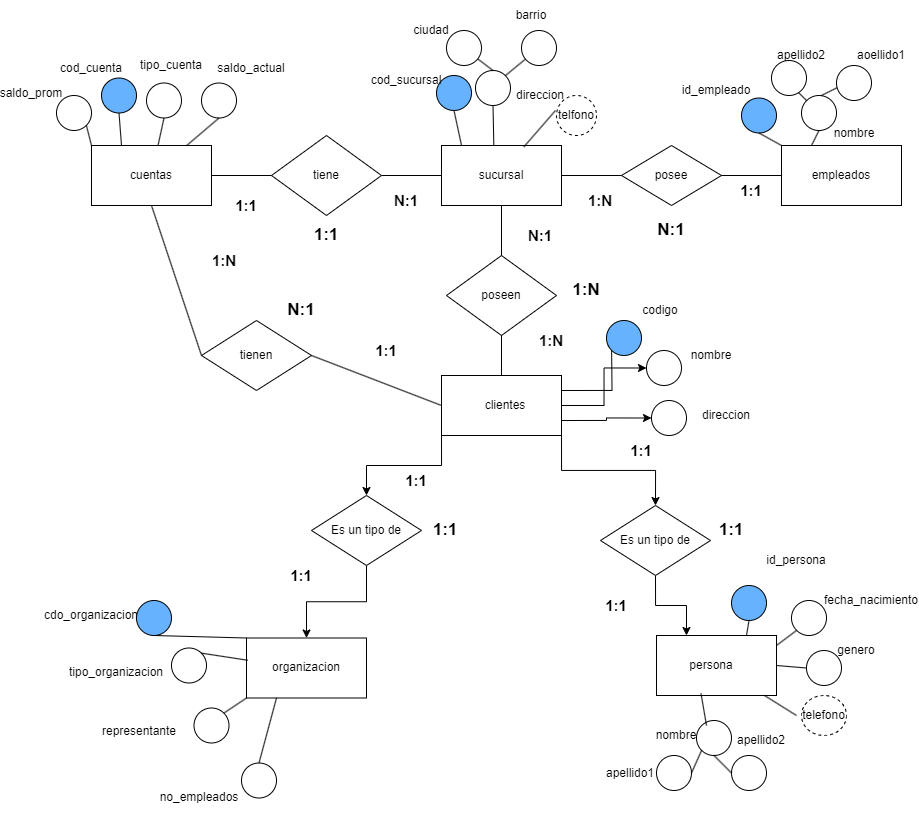 barrio
ciudad
apellido2
aoellido1
cod_cuenta
tipo_cuenta
saldo_actual
cod_sucursal
saldo_prom
direccion
id_empleado
telfono
nombre
cuentas
tiene
sucursal
posee
empleados
1:1
N:1
1:N
1:1
1:1
N:1
N:1
1:N
poseen
1:N
N:1
codigo
tienen
1:1
1:N
nombre
clientes
direccion
1:1
1:1
Es un tipo de
1:1
Es un tipo de
1:1
id_persona
1:1
1:1
cdo_organizacion
fecha_nacimiento
tipo_organizacion
organizacion
persona
genero
telefono
representante
nombre
apellido2
apellido1
no_empleados